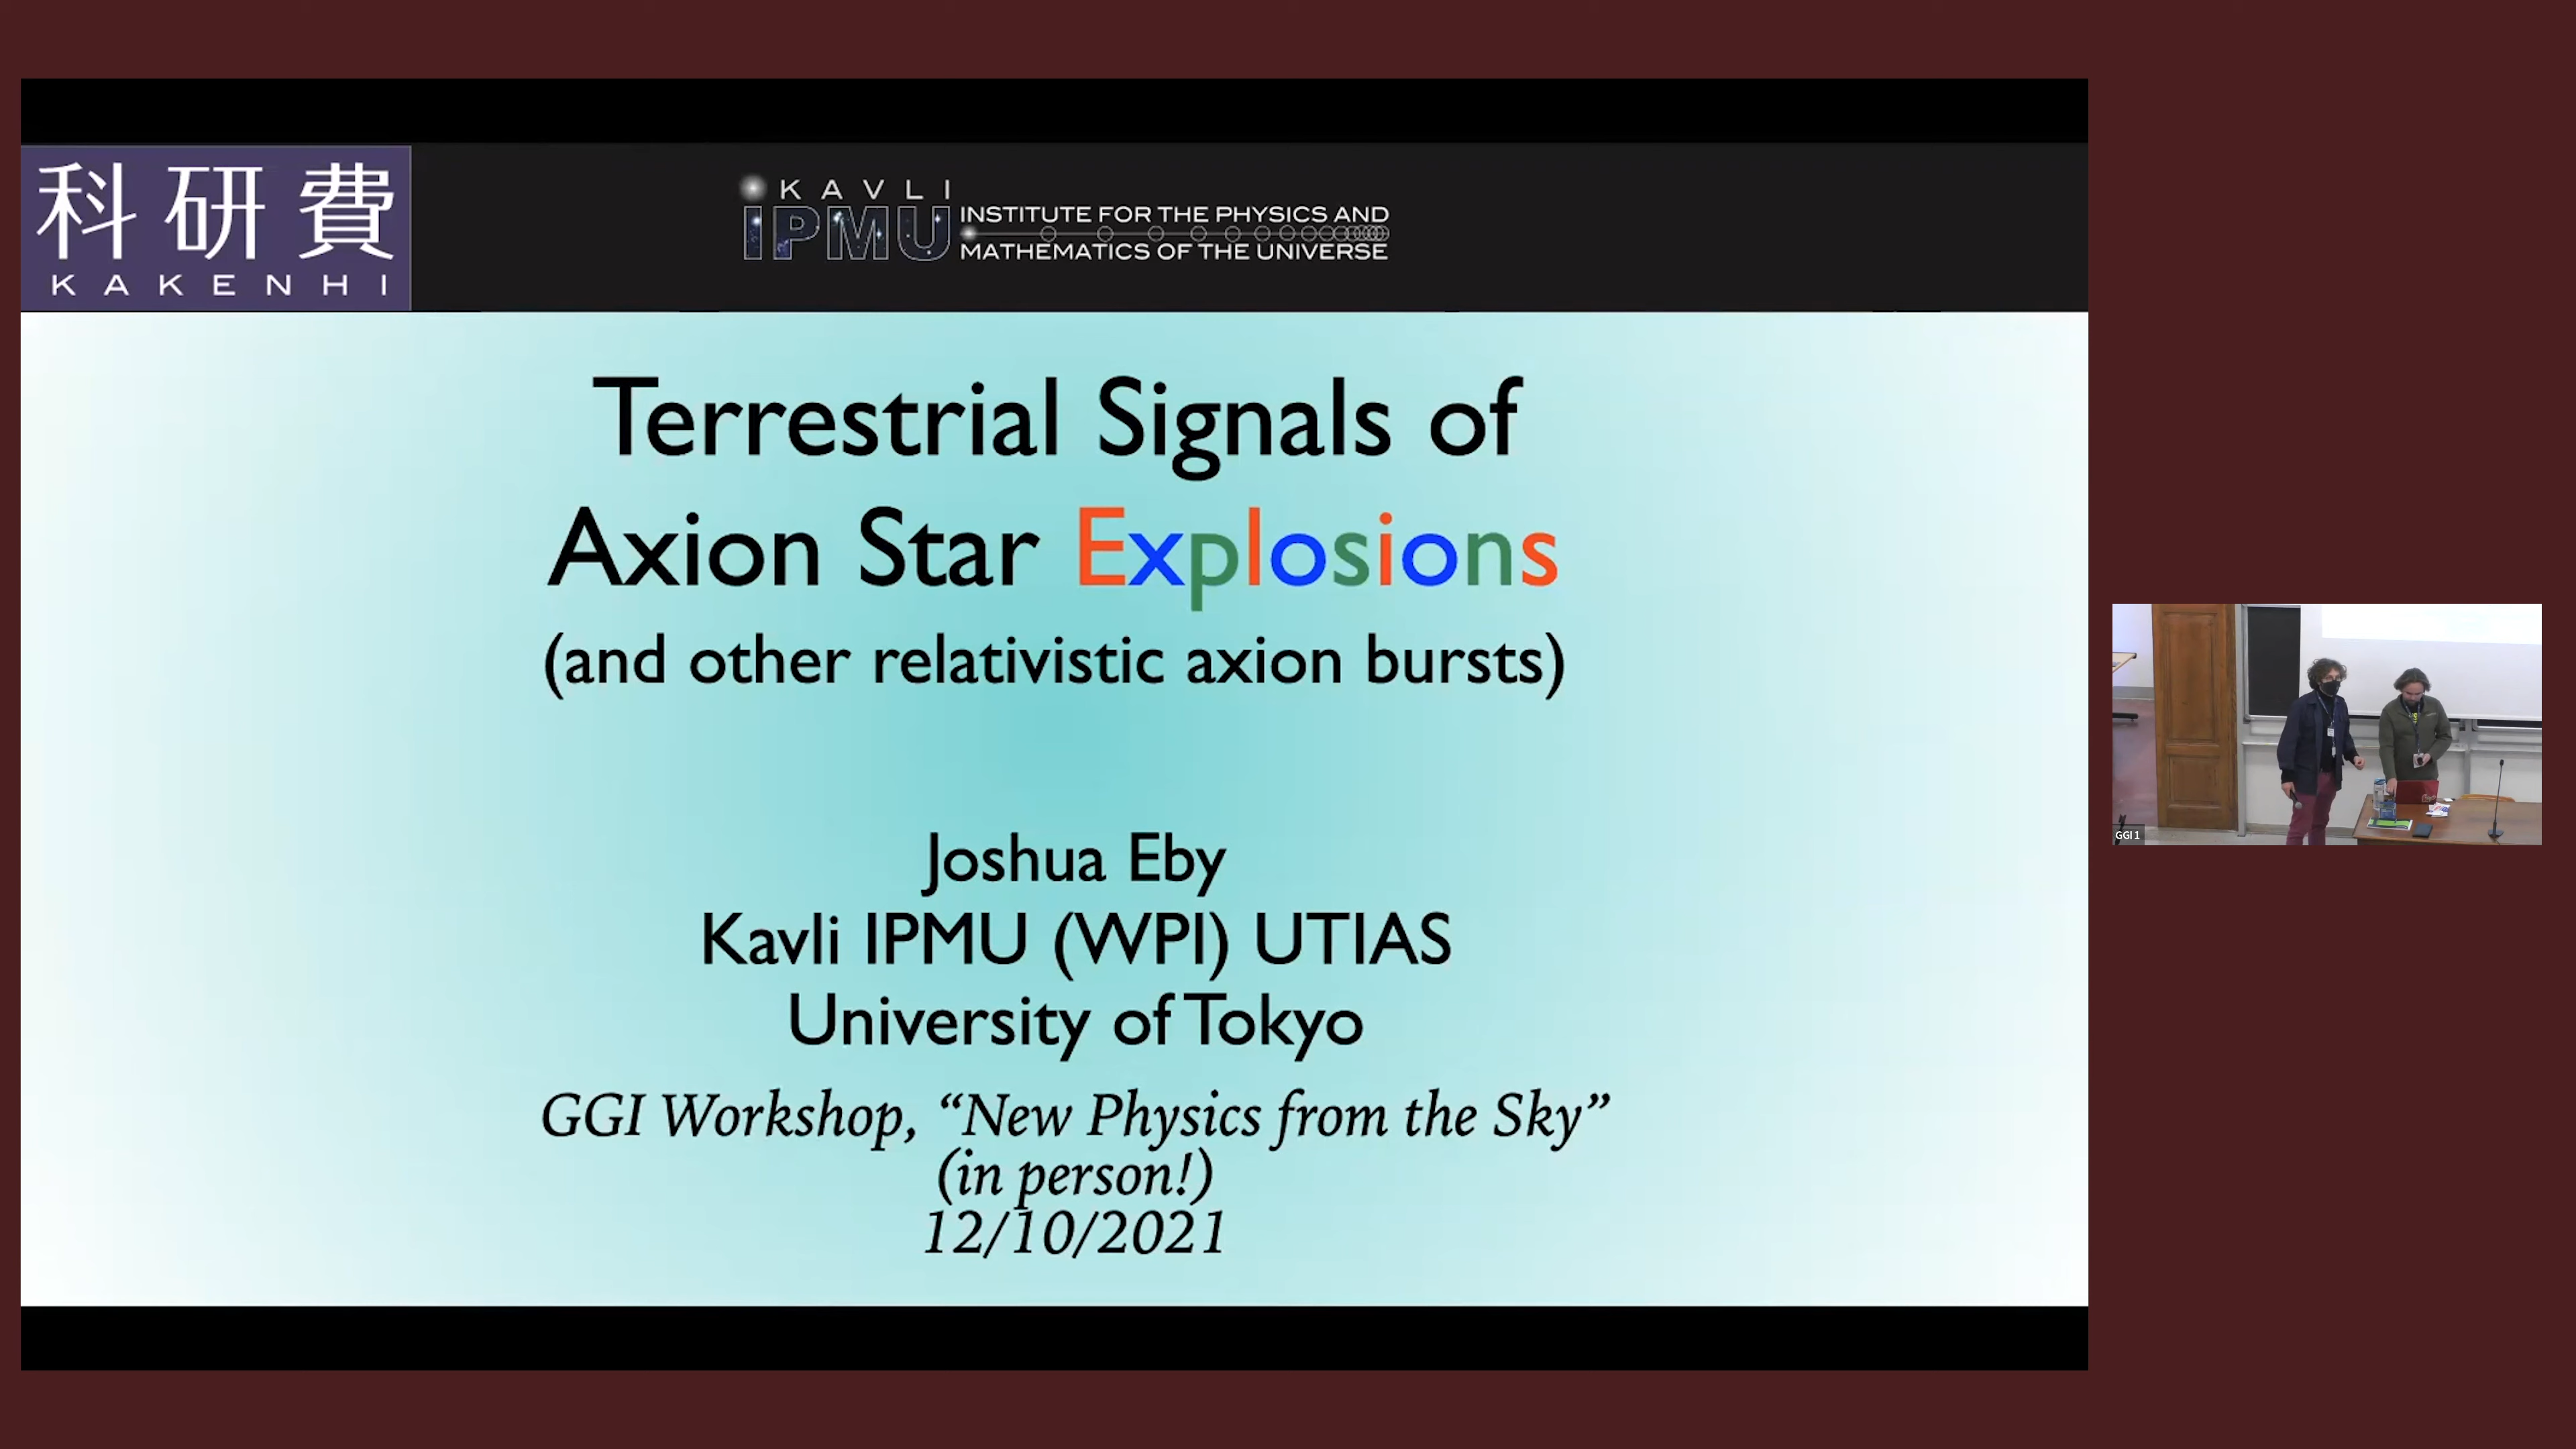 科研費
KAKENHI
KAVLI
IPMU INSTITUTE FOR THE PHYSICS AND
MATHEMATICS OF THE UNIVERSE
Terrestrial Signals of
Axion Star Explosions
(and other relativistic axion bursts)
Joshua Eby
Kavli IPMU (WPI) UTIAS
University of Tokyo
GGI Workshop, “New Physics from the Sky”
(in person!)
12/10/2021
GGI 1